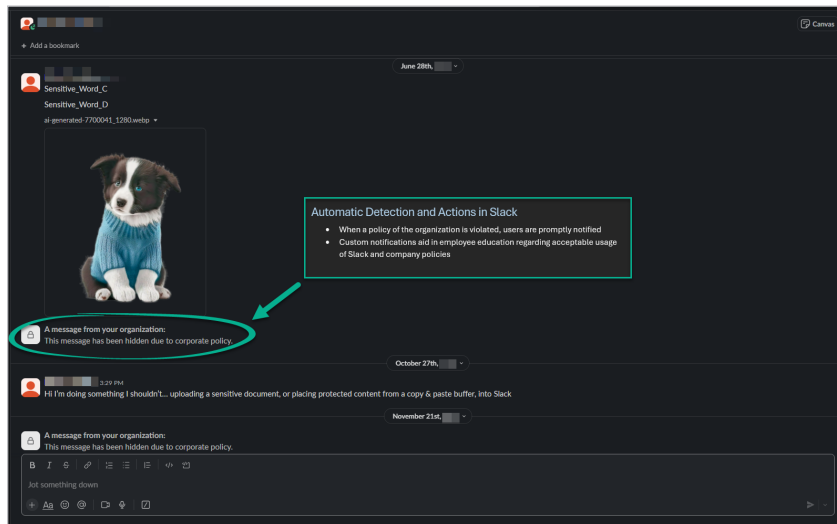 Canvas
+ Add a bookmark
June 28th,
Sensitive_Word_C
Sensitive_Word_D
ai-generated-7700041_1280.webp
Automatic Detection and Actions in Slack
• When a policy of the organization is violated, users are promptly notified
• Custom notifications aid in employee education regarding acceptable usage
of Slack and company policies
A message from your organization:
This message has been hidden due to corporate policy.
October 27th,
3:29 PM
Hi I'm doing something I shouldn't... uploading a sensitive document, or placing protected content from a copy & paste buffer, into Slack
November 21st,
A message from your organization:
This message has been hidden due to corporate policy.
B I S
Jot something down
+ Aa @